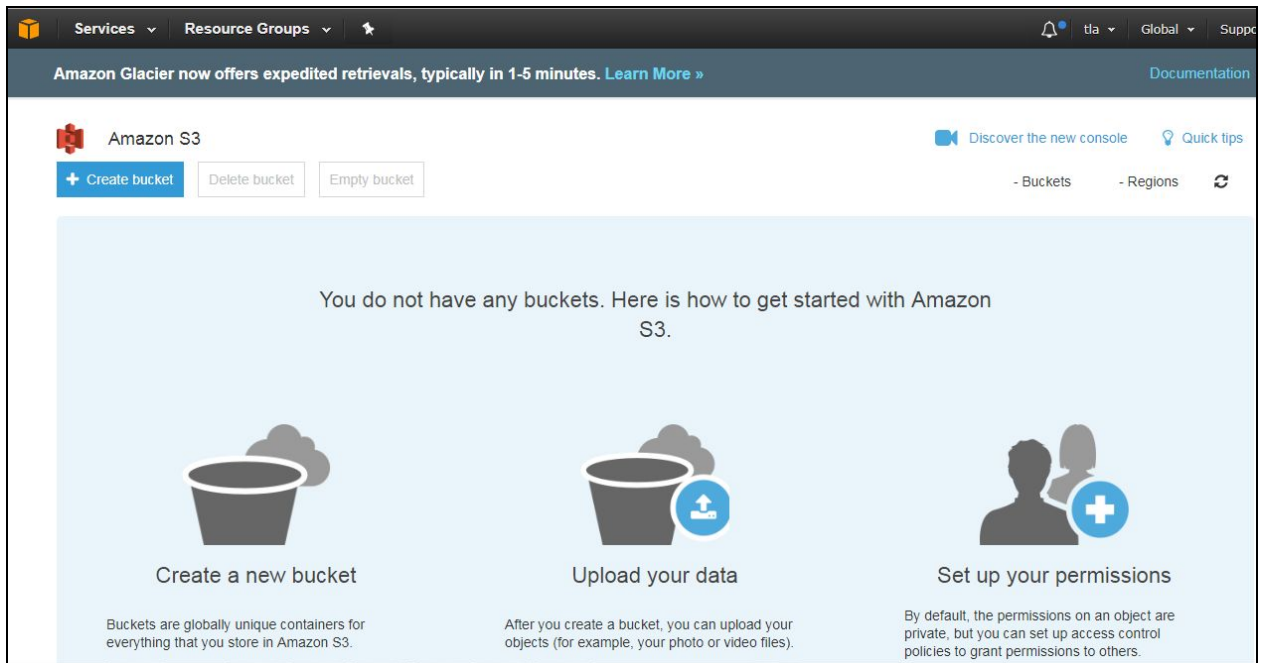 Services Resource Groups tla Global Suppo
Amazon Glacier now offers expedited retrievals, typically in 1-5 minutes. Learn More » Documentation
Amazon S3 Discover the new console Quick tips
+ Create bucket Delete bucket Empty bucket - Buckets - Regions
You do not have any buckets. Here is how to get started with Amazon
S3.
Create a new bucket
Buckets are globally unique containers for
everything that you store in Amazon S3.
Upload your data
After you create a bucket, you can upload your
objects (for example, your photo or video files).
Set up your permissions
By default, the permissions on an object are
private, but you can set up access control
policies to grant permissions to others.